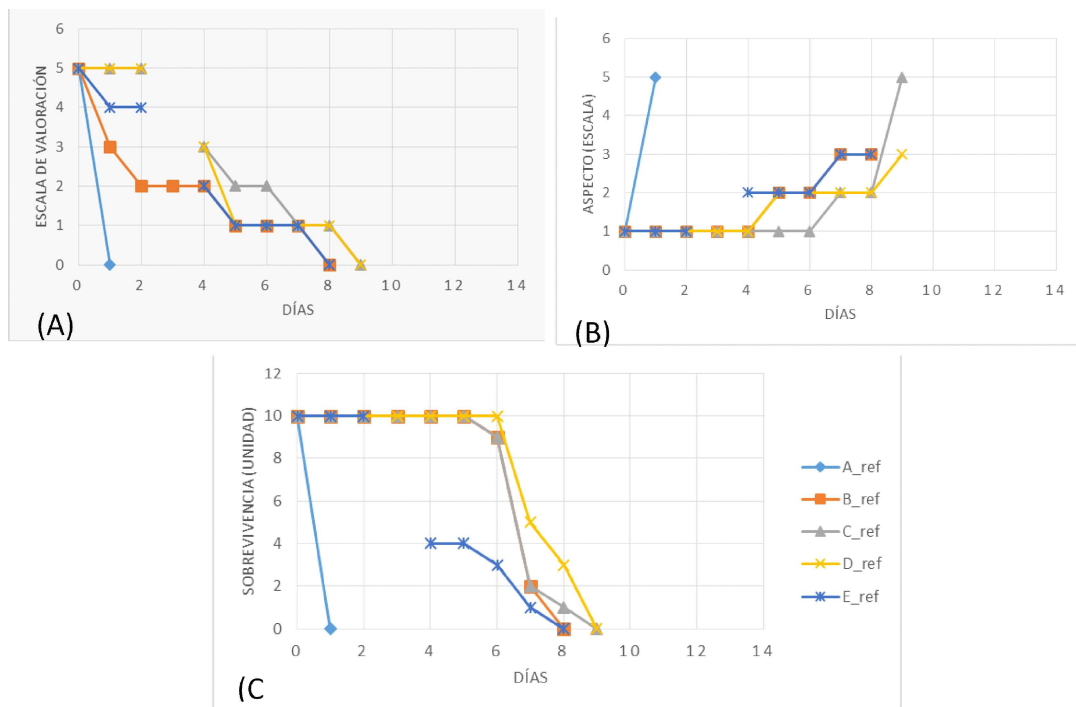 ESCALA DE VALORACIÓN
6
5
4
3
2
1
0
0 2 4 6 8 10 12 14
DÍAS
(A)
ASPECTO (ESCALA)
6
5
4
3
2
1
0
0 2 4 6 8 10 12 14
DÍAS
(B)
SOBREVIVENCIA (UNIDAD)
12
10
8
6
4
2
0
0 2 4 6 8 10 12 14
DÍAS
(C
A_ref
B_ref
C_ref
D_ref
E_ref